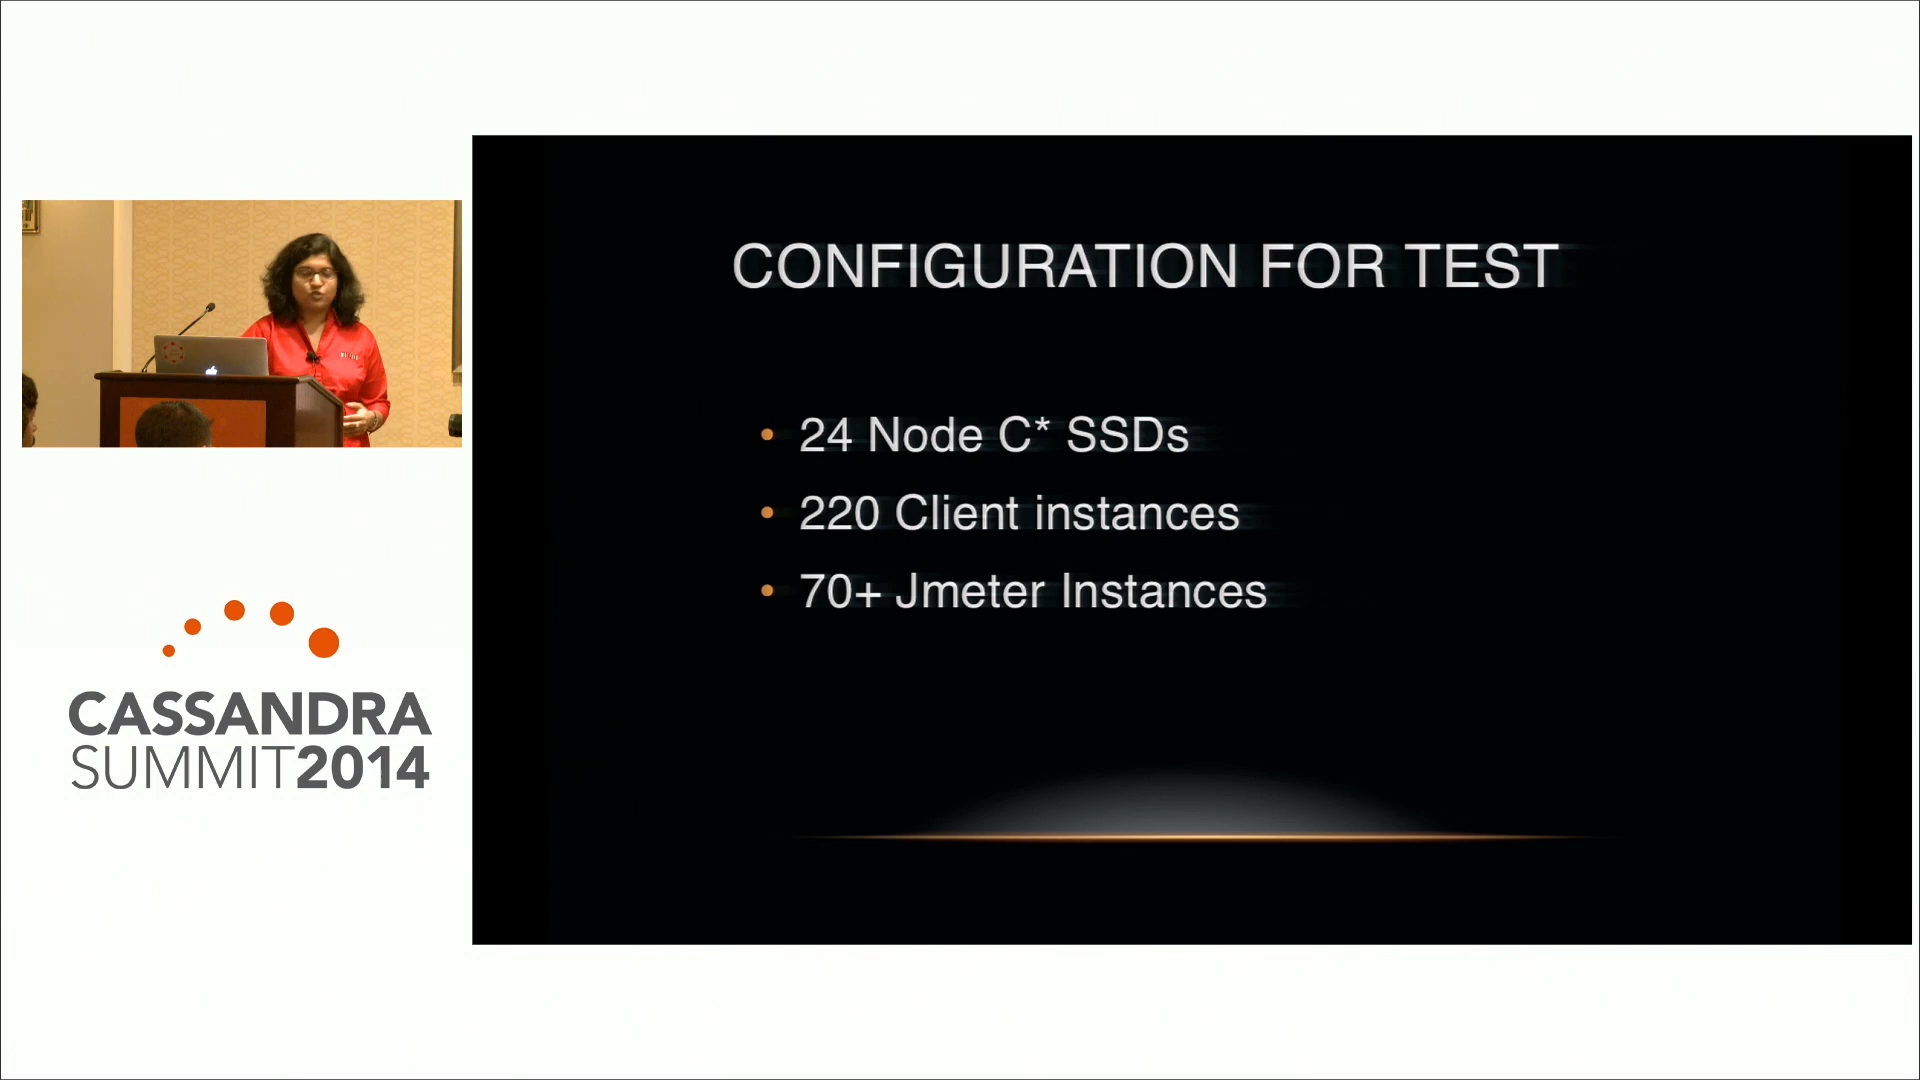 CONFIGURATION FOR TEST
• 24 Node C* SSDs
• 220 Client instances
• 70+ Jmeter Instances
CASSANDRA
SUMMIT2014